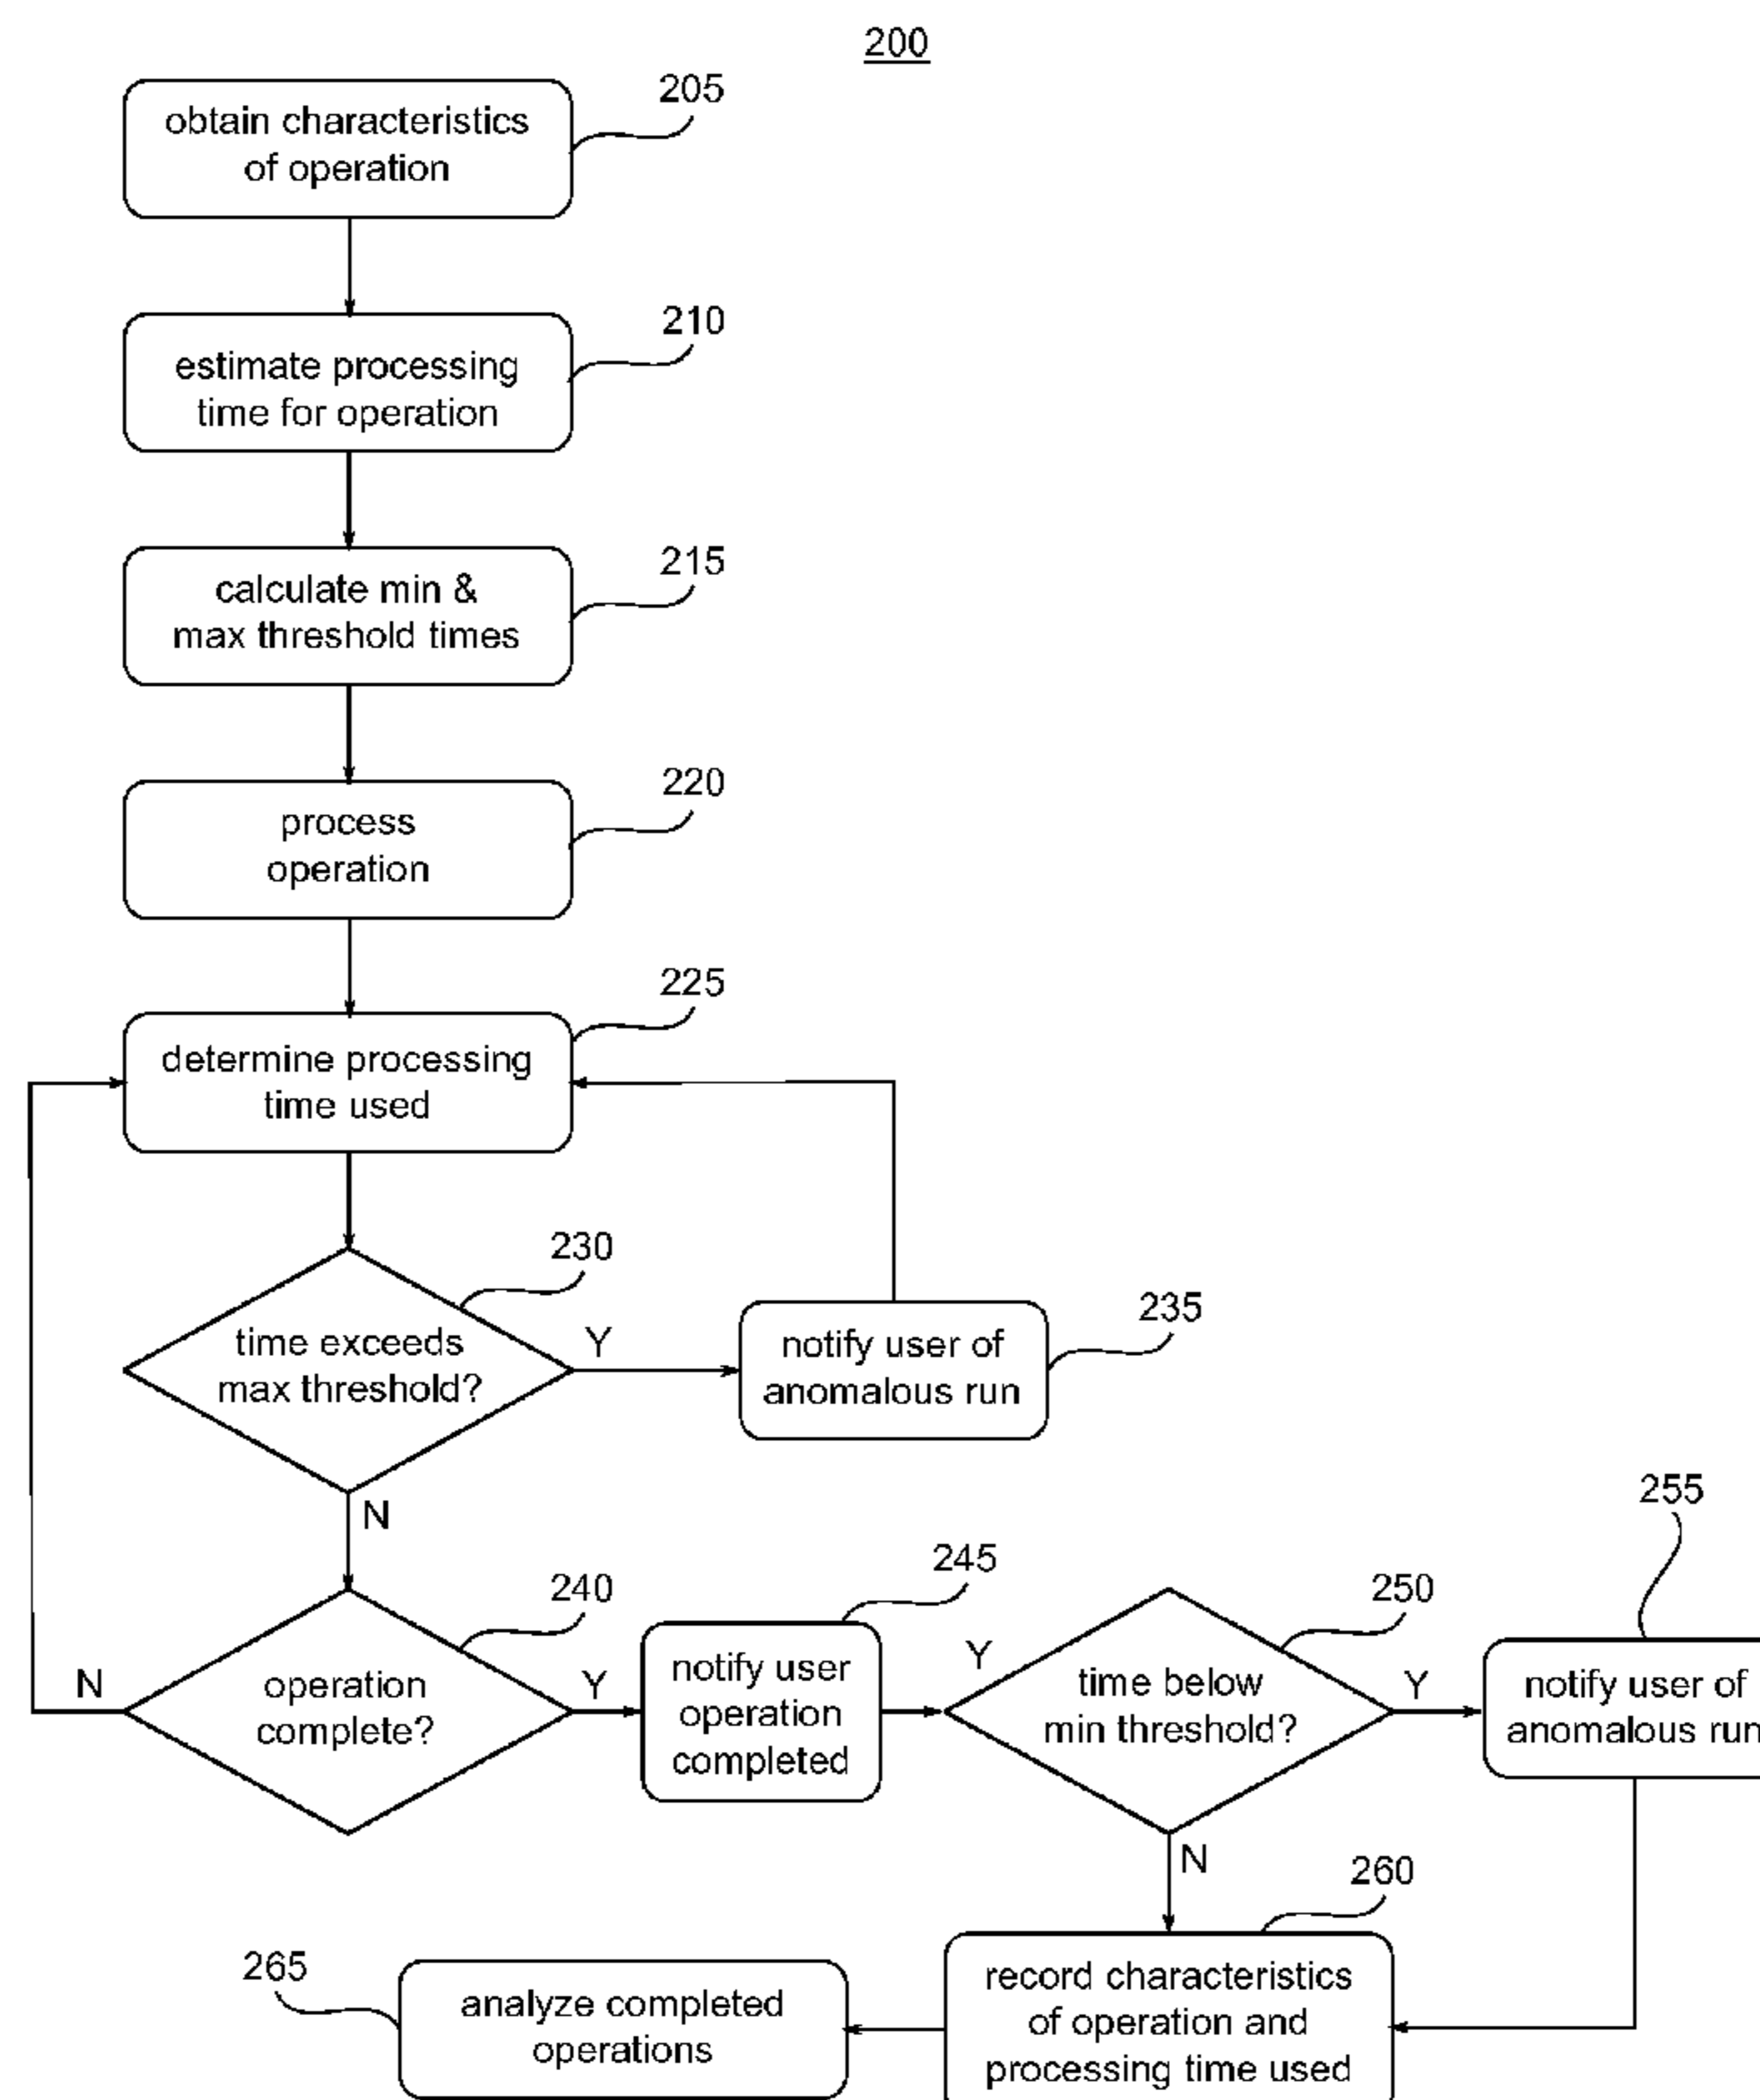 200
205
obtain characteristics
of operation
210
estimate processing
time for operation
215
calculate min &
max threshold times
220
process
operation
225
determine processing
time used
230
time exceeds
max threshold?
Y
235
notify user of
anomalous run
N
240
operation
complete?
N
Y
245
notify user
operation
completed
Y
250
time below
min threshold?
Y
255
notify user of
anomalous run
N
260
record characteristics
of operation and
processing time used
265
analyze completed
operations